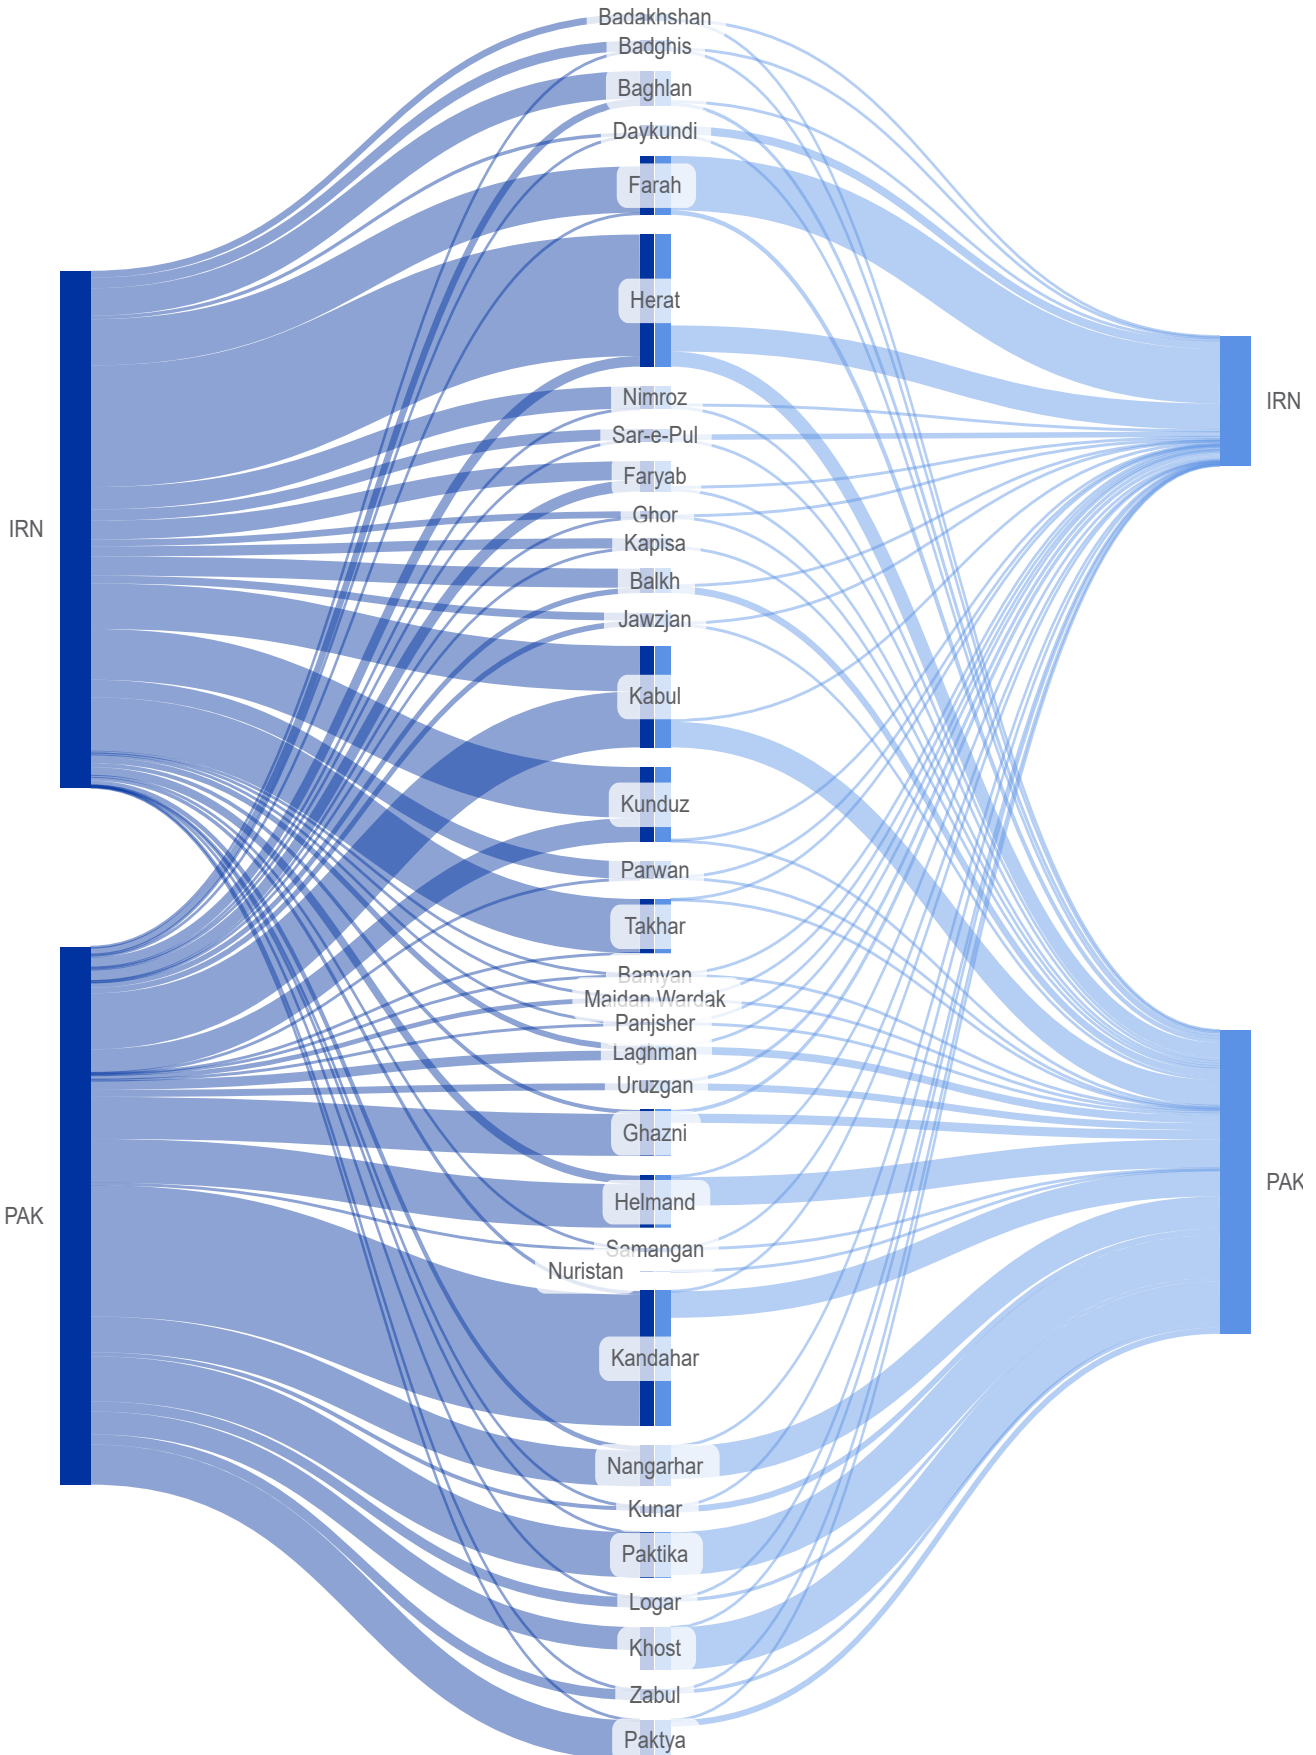 Badakhshan
Badghis
Baghlan
Daykundi
Farah
Herat
Nimroz
IRN
Sar-e-Pul
Faryab
Ghor
IRN
Kapisa
Balkh
Jawzjan
Kabul
Kunduz
Parwan
Takhar
Bamyan
Maidan Wardak
Panjsher
Laghman
Uruzgan
Ghazni
PAK
Helmand
PAK
Samangan
Nuristan
Kandahar
Nangarhar
Kunar
Paktika
Logar
Khost
Zabul
Paktya